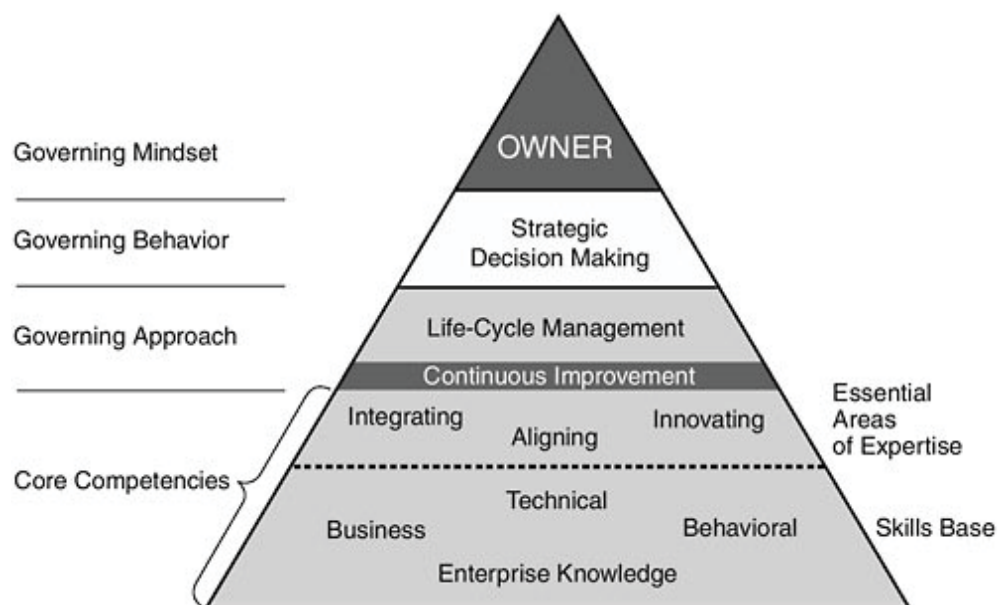 OWNER
Governing Mindset
Strategic
Decision Making
Governing Behavior
Life-Cycle Management
Governing Approach
Continuous Improvement
Integrating
Aligning
Innovating
Essential
Areas
of Expertise
Core Competencies
Technical
Business
Behavioral
Skills Base
Enterprise Knowledge